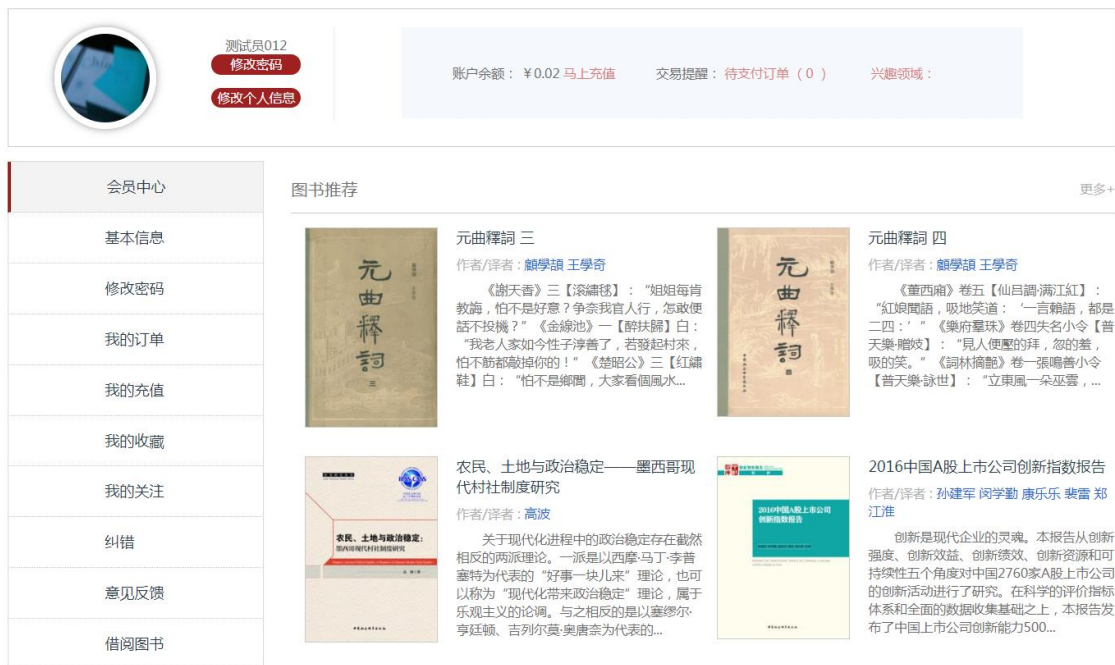 测试员012
修改密码
修改个人信息
账户余额：￥0.02 马上充值 交易提醒：待支付订单（0） 兴趣领域：
会员中心
基本信息
修改密码
我的订单
我的充值
我的收藏
我的关注
纠错
意见反馈
借阅图书
图书推荐
更多+
元曲釋詞
三
元曲釋詞 三
作者/译者：顧學頡 王學奇
《謝天香》三【滚繡毬】：“姐姐每肯
教誨，怕不是好意？争奈我官人行，怎敢便
話不投機？”《金線池》一【醉扶歸】白：
“我老人家如今性子淳善了，若發起村來，
怕不筋都敲掉你的！”《楚昭公》三【红繡
鞋】白：“怕不是鄉間，大家看個風水...
元曲釋詞
四
元曲釋詞 四
作者/译者：顧學頡 王學奇
《董西廂》卷五【仙吕調·满江紅】：
“紅娘聞語，吸地笑道：‘一言賴語，都是
二四：’”《樂府羣珠》卷四失名小令【普
天樂·贈妓】：“見人便壓的拜，忽的羞，
吸的笑。”《詞林摘艷》卷一張鳴善小令
【普天樂·詠世】：“立東風一朵巫雲，...
农民、土地与政治稳定：
墨西哥现代村社制度研究
农民、土地与政治稳定——墨西哥现
代村社制度研究
作者/译者：高波
关于现代化进程中的政治稳定存在截然
相反的两派理论。一派是以西摩·马丁·李普
塞特为代表的“好事一块儿来”理论，也可
以称为“现代化带来政治稳定”理论，属于
乐观主义的论调。与之相反的是以塞缪尔·
亨廷顿、吉列尔莫·奥唐奈为代表的...
2016中国A股上市公司
创新指数报告
2016中国A股上市公司创新指数报告
作者/译者：孙建军 闵学勤 康乐乐 裴雷 郑
江淮
创新是现代企业的灵魂。本报告从创新
强度、创新效益、创新绩效、创新资源和可
持续性五个角度对中国2760家A股上市公司
的创新活动进行了研究。在科学的评价指标
体系和全面的数据收集基础之上，本报告发
布了中国上市公司创新能力500...